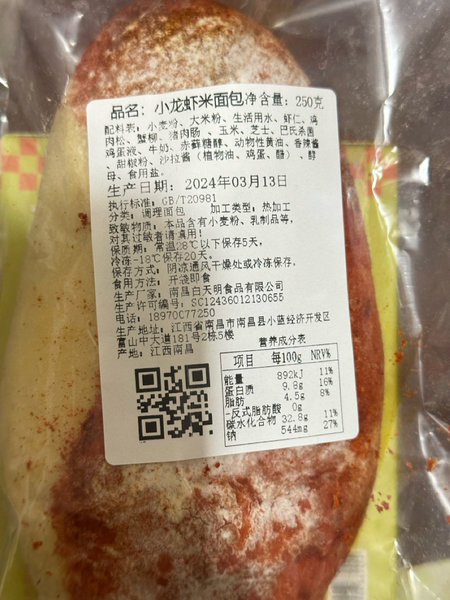 品名：小龙虾米面包净含量：250克
配料表：小麦粉、大米粉、生活用水、虾仁、鸡
肉松、蟹柳、猪肉肠、玉米、芝士、巴氏杀菌
鸡蛋液、牛奶、赤藓糖醇、动物性黄油、香辣酱
、甜椒粉、沙拉酱（植物油、鸡蛋、醋）、酵
母、食用盐。
生产日期：2024年03月13日
执行标准：GB/T20981
分类：调理面包 加工类型：热加工
致敏物质：本品含有小麦粉、乳制品等，
对其过敏者请慎用！
保质期：常温28℃以下保存5天，
冷冻-18℃保存20天。
保存方式：阴凉通风干燥处或冷冻保存。
食用方法：开袋即食
生产厂家：南昌白天明食品有限公司
生产许可编号：SC12436012130655
电话：18970C77250
生产地址：江西省南昌市南昌县小蓝经济开发区
富山中大道181号2栋5楼
产地：江西南昌
营养成分表
项目 每100g NRV%
能量 892kJ 11%
蛋白质 9.8g 16%
脂肪 4.5g 8%
-反式脂肪酸 0g
碳水化合物 32.8g 11%
钠 544mg 27%